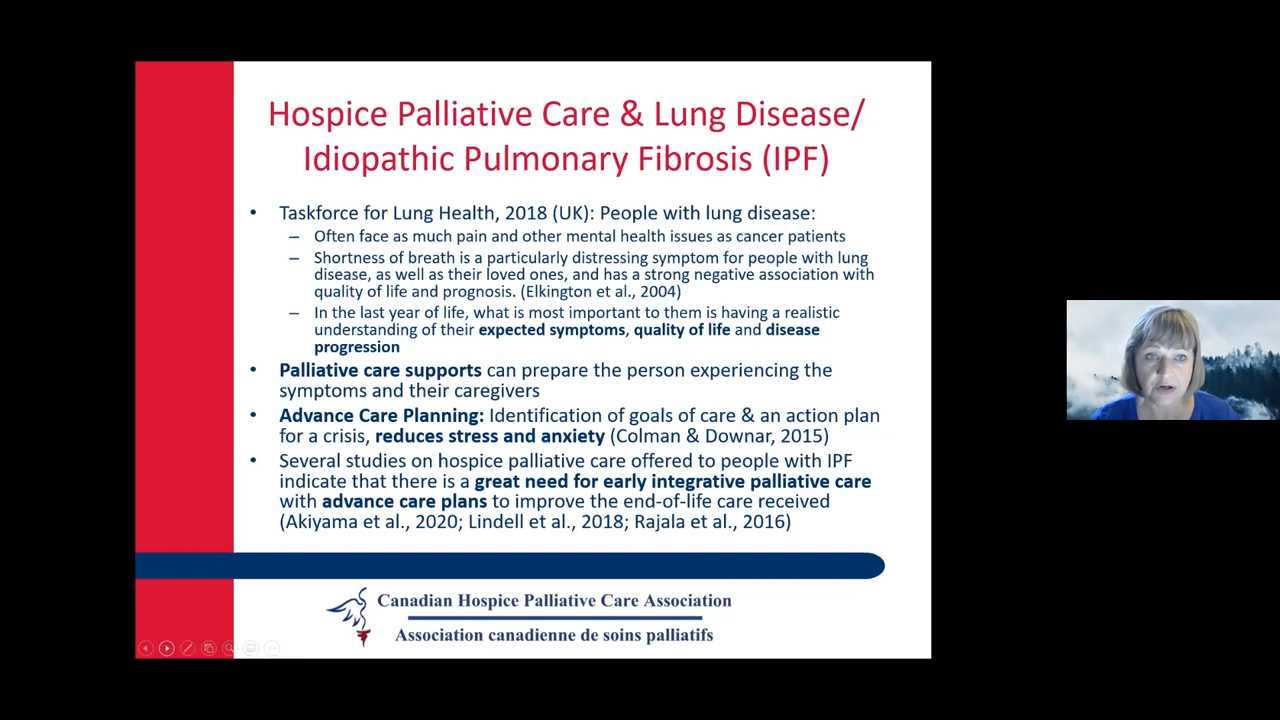 Hospice Palliative Care & Lung Disease/
Idiopathic Pulmonary Fibrosis (IPF)
• Taskforce for Lung Health, 2018 (UK): People with lung disease:
– Often face as much pain and other mental health issues as cancer patients
– Shortness of breath is a particularly distressing symptom for people with lung
disease, as well as their loved ones, and has a strong negative association with
quality of life and prognosis. (Elkington et al., 2004)
– In the last year of life, what is most important to them is having a realistic
understanding of their expected symptoms, quality of life and disease
progression
• Palliative care supports can prepare the person experiencing the
symptoms and their caregivers
• Advance Care Planning: Identification of goals of care & an action plan
for a crisis, reduces stress and anxiety (Colman & Downar, 2015)
• Several studies on hospice palliative care offered to people with IPF
indicate that there is a great need for early integrative palliative care
with advance care plans to improve the end-of-life care received
(Akiyama et al., 2020; Lindell et al., 2018; Rajala et al., 2016)
Canadian Hospice Palliative Care Association
Association canadienne de soins palliatifs